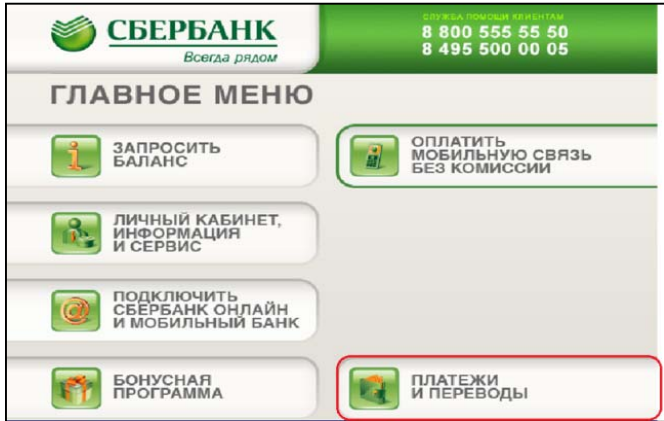 СБЕРБАНК
Всегда рядом
СЛУЖБА ПОМОЩИ КЛИЕНТАМ
8 800 555 55 50
8 495 500 00 05
ГЛАВНОЕ МЕНЮ
ЗАПРОСИТЬ
БАЛАНС
ОПЛАТИТЬ
МОБИЛЬНУЮ СВЯЗЬ
БЕЗ КОМИССИИ
ЛИЧНЫЙ КАБИНЕТ,
ИНФОРМАЦИЯ
И СЕРВИС
ПОДКЛЮЧИТЬ
СБЕРБАНК ОНЛАЙН
И МОБИЛЬНЫЙ БАНК
БОНУСНАЯ
ПРОГРАММА
ПЛАТЕЖИ
И ПЕРЕВОДЫ